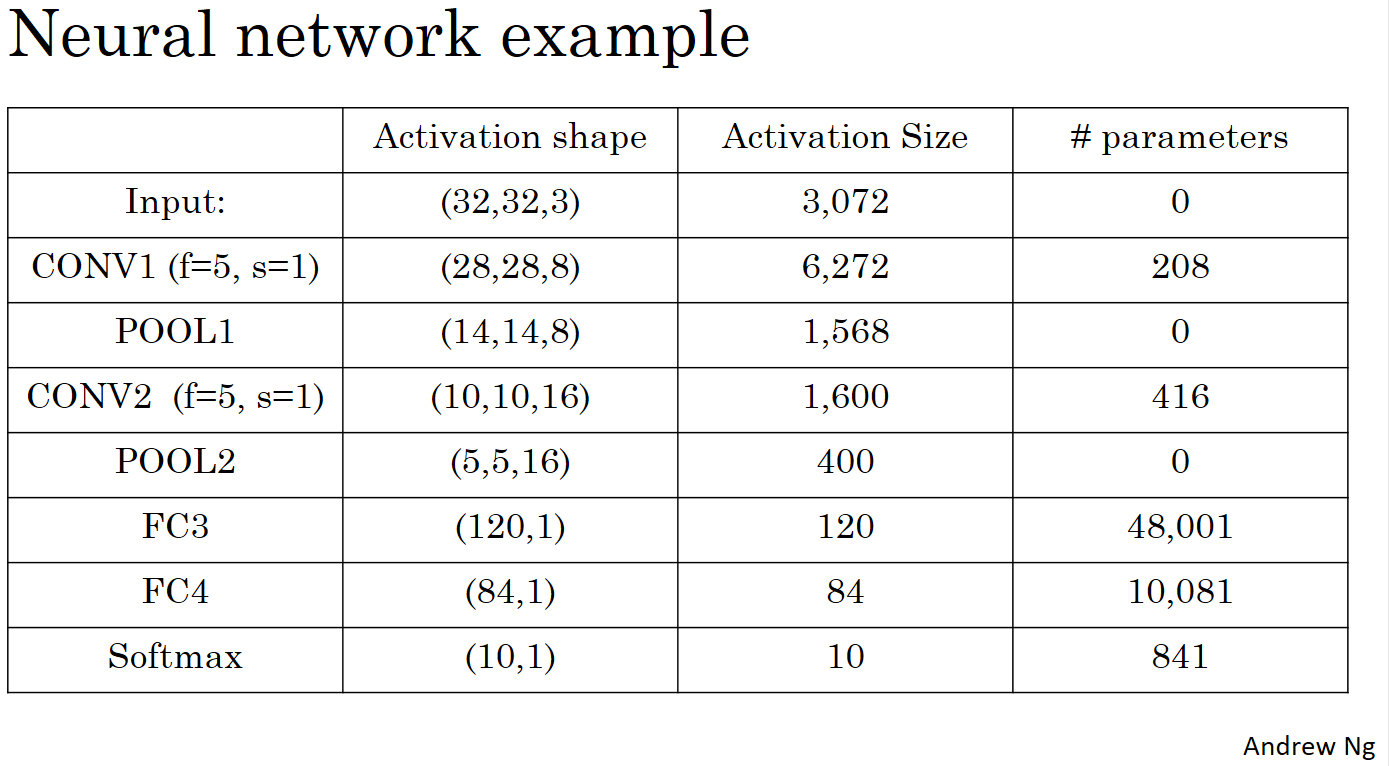 Neural network example
Activation shape Activation Size # parameters
Input: (32,32,3) 3,072 0
CONV1 (f=5, s=1) (28,28,8) 6,272 208
POOL1 (14,14,8) 1,568 0
CONV2 (f=5, s=1) (10,10,16) 1,600 416
POOL2 (5,5,16) 400 0
FC3 (120,1) 120 48,001
FC4 (84,1) 84 10,081
Softmax (10,1) 10 841
Andrew Ng